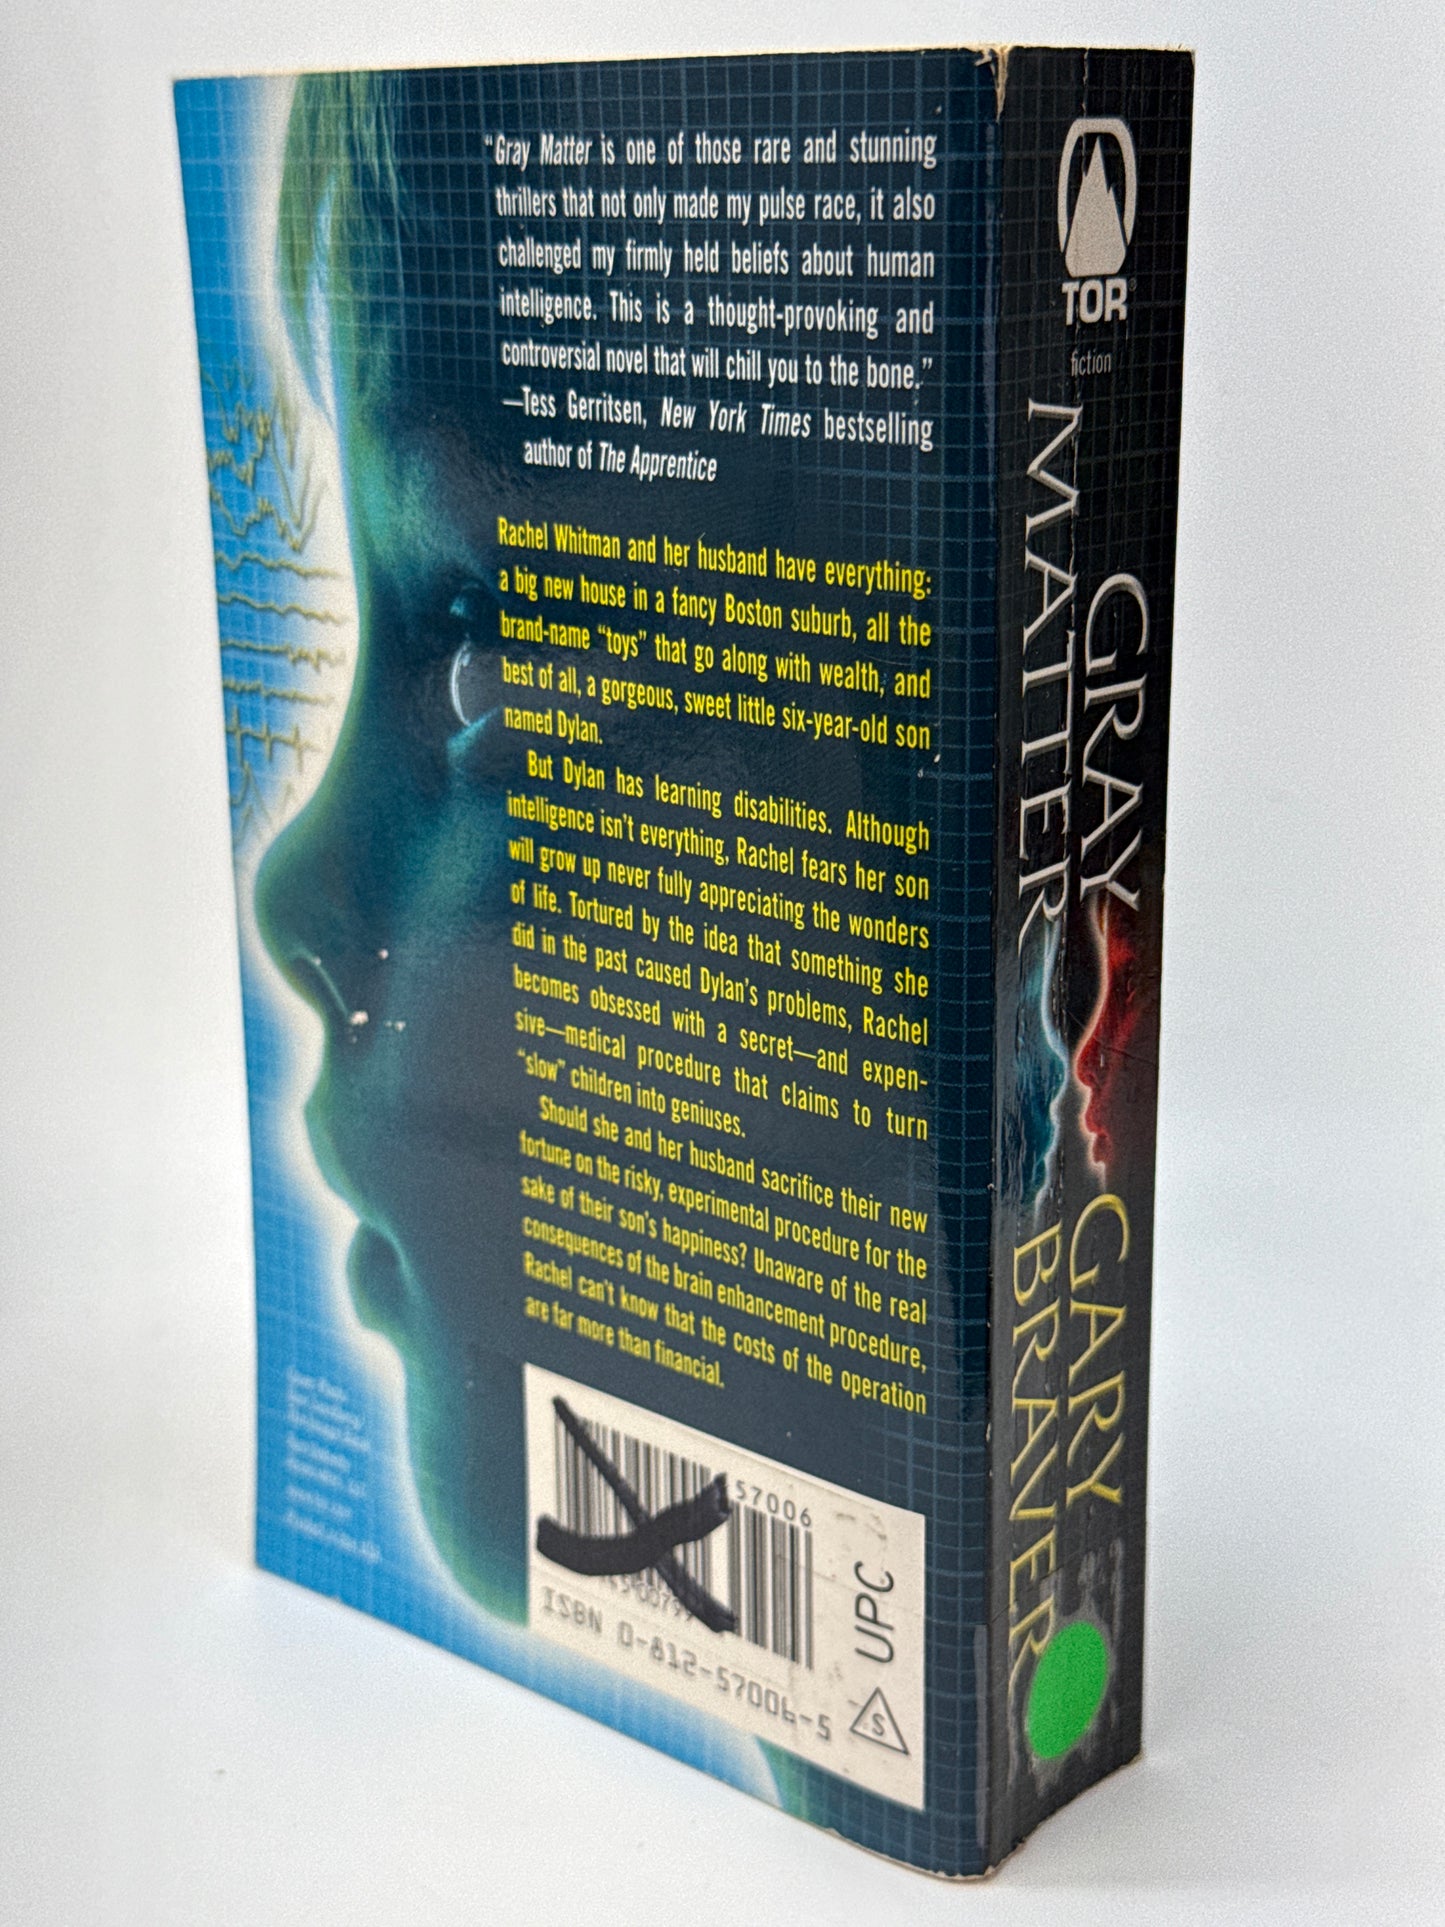 “Gray Matter is one of those rare and stunning
thrillers that not only made my pulse race, it also
challenged my firmly held beliefs about human
intelligence. This is a thought-provoking and
controversial novel that will chill you to the bone.”
—Tess Gerritsen, New York Times bestselling
author of The Apprentice
Rachel Whitman and her husband have everything:
a big new house in a fancy Boston suburb, all the
brand-name “toys” that go along with wealth, and
best of all, a gorgeous, sweet little six-year-old son
named Dylan.
But Dylan has learning disabilities. Although
intelligence isn't everything, Rachel fears her son
will grow up never fully appreciating the wonders
of life. Tortured by the idea that something she
did in the past caused Dylan's problems, Rachel
becomes obsessed with a secret—and expen-
sive—medical procedure that claims to turn
“slow” children into geniuses.
Should she and her husband sacrifice their new
fortune on the risky, experimental procedure for the
sake of their son's happiness? Unaware of the real
consequences of the brain enhancement procedure,
Rachel can't know that the costs of the operation
are far more than financial.
57006
ISBN 0-812-57006-5
UPC
S
TOR
fiction
GRAY
MATTER
GARY
BRAVER